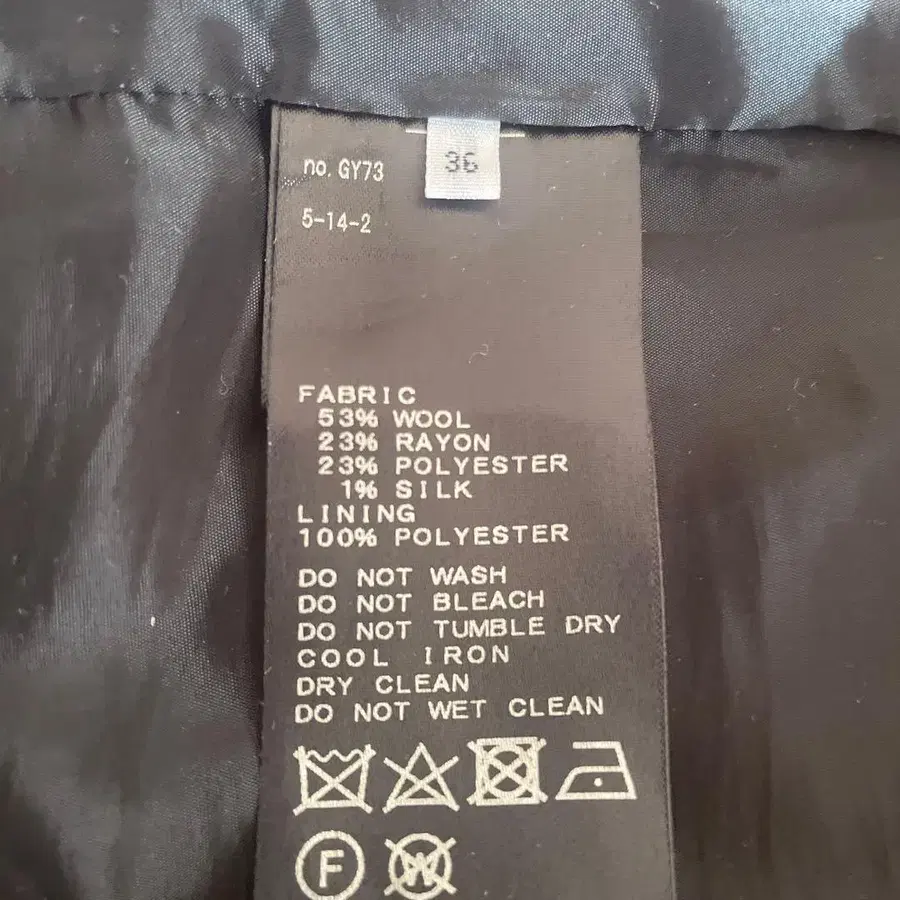 36
no. GY73
5-14-2
FABRIC
53% WOOL
23% RAYON
23% POLYESTER
1% SILK
LINING
100% POLYESTER
DO NOT WASH
DO NOT BLEACH
DO NOT TUMBLE DRY
COOL IRON
DRY CLEAN
DO NOT WET CLEAN
F W